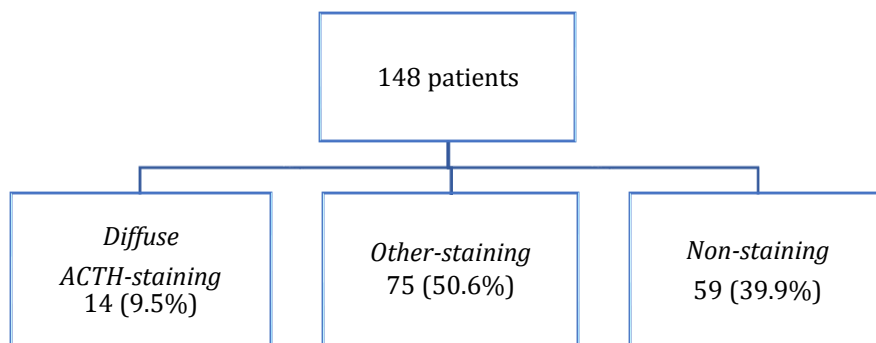 148 patients
Diffuse
ACTH-staining
14 (9.5%)
Other-staining
75 (50.6%)
Non-staining
59 (39.9%)